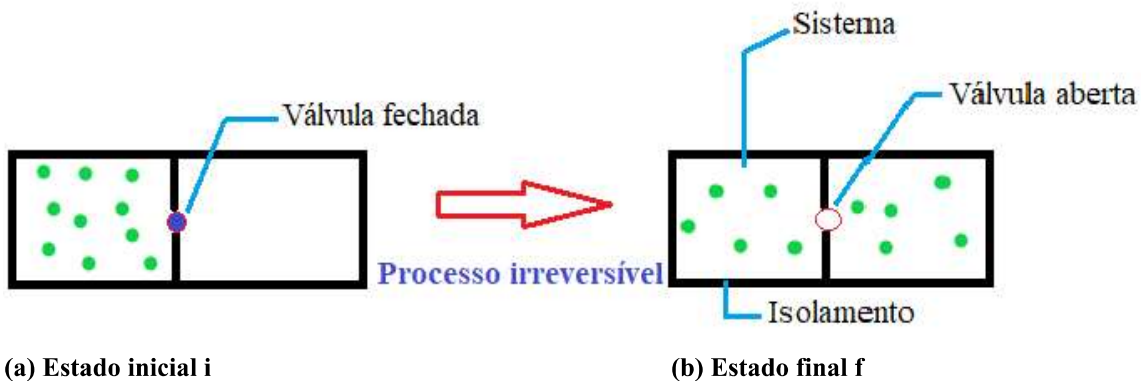 Sistema
Válvula fechada
Válvula aberta
Processo irreversível
Isolamento
(a) Estado inicial i
(b) Estado final f